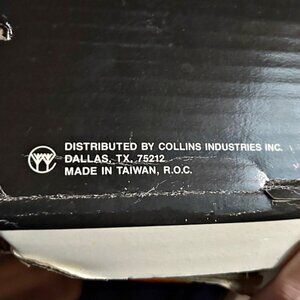 DISTRIBUTED BY COLLINS INDUSTRIES INC.
DALLAS, TX. 75212
MADE IN TAIWAN, R.O.C.